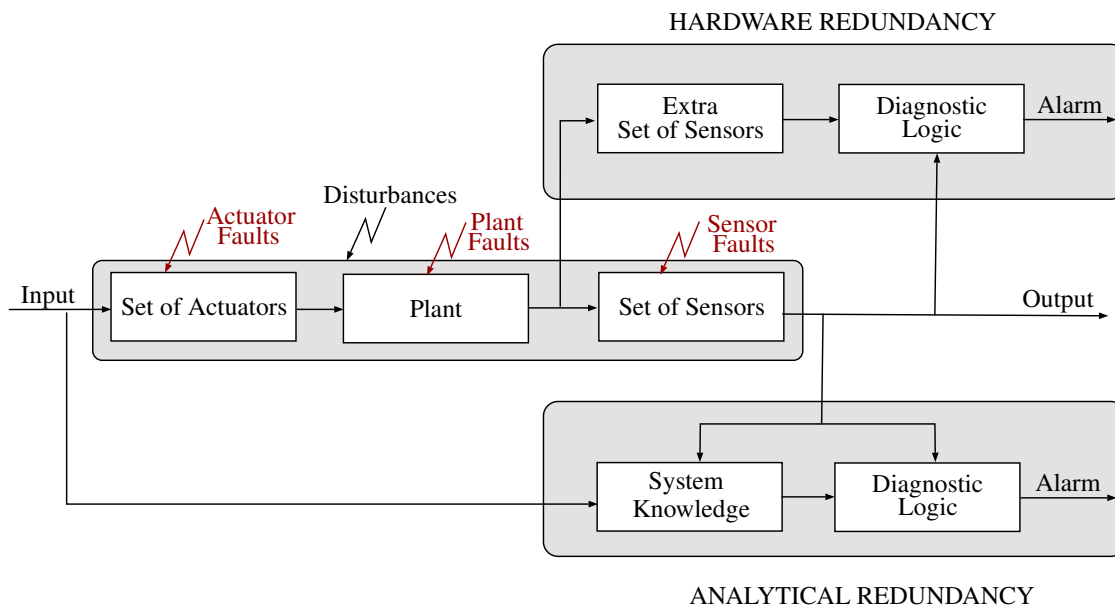 HARDWARE REDUNDANCY
Extra
Set of Sensors
Diagnostic
Logic
Alarm
Disturbances
Actuator
Faults
Plant
Faults
Sensor
Faults
Input
Set of Actuators
Plant
Set of Sensors
Output
System
Knowledge
Diagnostic
Logic
Alarm
ANALYTICAL REDUNDANCY